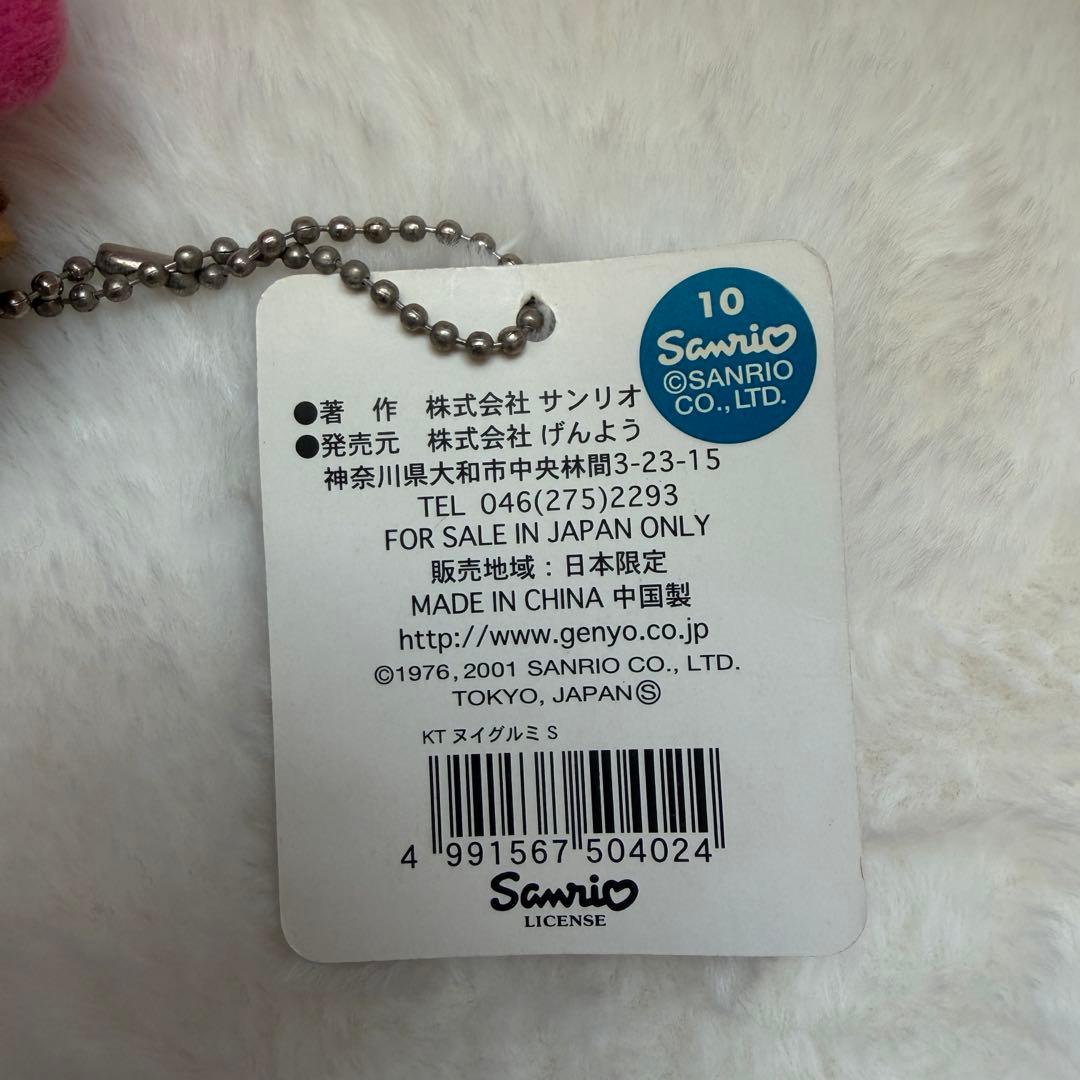 10
Sanrio
©SANRIO
CO., LTD.
●著 作 株式会社 サンリオ
●発売元 株式会社 げんよう
神奈川県大和市中央林間3-23-15
TEL 046(275)2293
FOR SALE IN JAPAN ONLY
販売地域：日本限定
MADE IN CHINA 中国製
http://www.genyo.co.jp
©1976, 2001 SANRIO CO., LTD.
TOKYO, JAPANⓈ
KT ヌイグルミ S
4 991567 504024
Sanrio
LICENSE